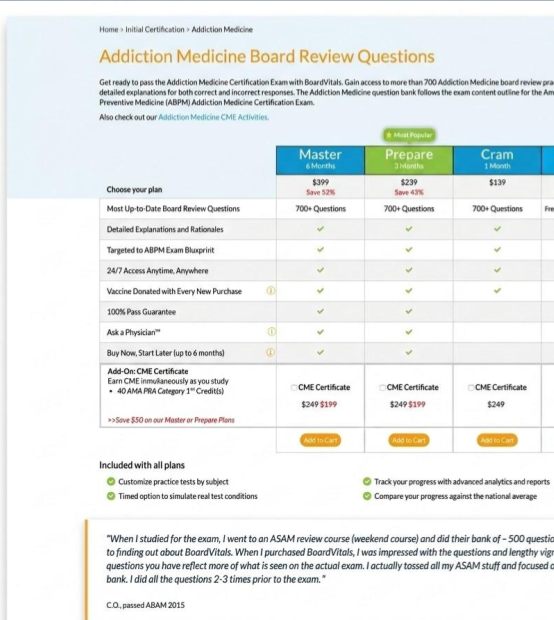 Home > Initial Certification > Addiction Medicine
Addiction Medicine Board Review Questions
Get ready to pass the Addiction Medicine Certification Exam with BoardVitals. Gain access to more than 700 Addiction Medicine board review
detailed explanations for both correct and incorrect responses. The Addiction Medicine question bank follows the exam content outline for the
Preventive Medicine (ABPM) Addiction Medicine Certification Exam.
Also check out our Addiction Medicine CME Activities.
Most Popular
Master Prepare Cram
6 Months 3 Months 1 Month
Choose your plan $399 $239 $139
Save 52% Save 43%
Most Up-to-Date Board Review Questions 700+ Questions 700+ Questions 700+ Questions
Detailed Explanations and Rationales
Targeted to ABPM Exam Bluxprint
24/7 Access Anytime, Anywhere
Vaccine Donated with Every New Purchase
100% Pass Guarantee
Ask a Physician™
Buy Now, Start Later (up to 6 months)
Add-On: CME Certificate
Earn CME inmulaneously as you study
• 40 AMA PRA Category 1 Credit(s)
CME Certificate CME Certificate CME Certificate
$249 $199 $249 $199 $249
>>Save $50 on our Master or Prepare Plans
Add to Cart Add to Cart Add to Cart
Included with all plans
Customize practice tests by subject Track your progress with advanced analytics and reports
Timed option to simulate real test conditions Compare your progress against the national average
"When I studied for the exam, I went to an ASAM review course (weekend course) and did their bank of ~ 500
to finding out about BoardVitals. When I purchased BoardVitals, I was impressed with the questions and lengthy
questions you have reflect more of what is seen on the actual exam. I actually tossed all my ASAM stuff and focused
bank. I did all the questions 2-3 times prior to the exam."
C.O., passed ABAM 2015